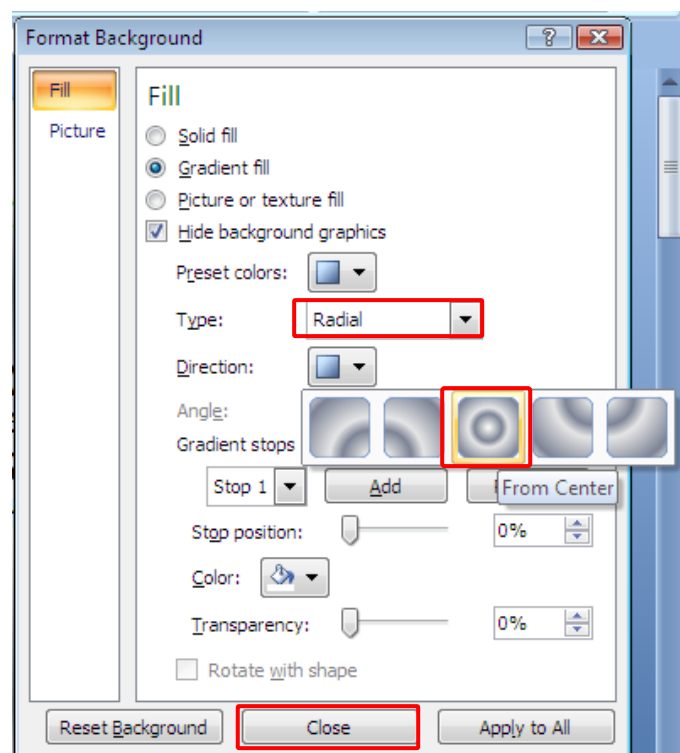 Format Background
?
Fill
Picture
Fill
Solid fill
Gradient fill
Picture or texture fill
Hide background graphics
Preset colors:
Type: Radial
Direction:
Angle:
Gradient stops
Stop 1 Add
From Center
Stop position: 0%
Color:
Transparency: 0%
Rotate with shape
Reset Background Close Apply to All